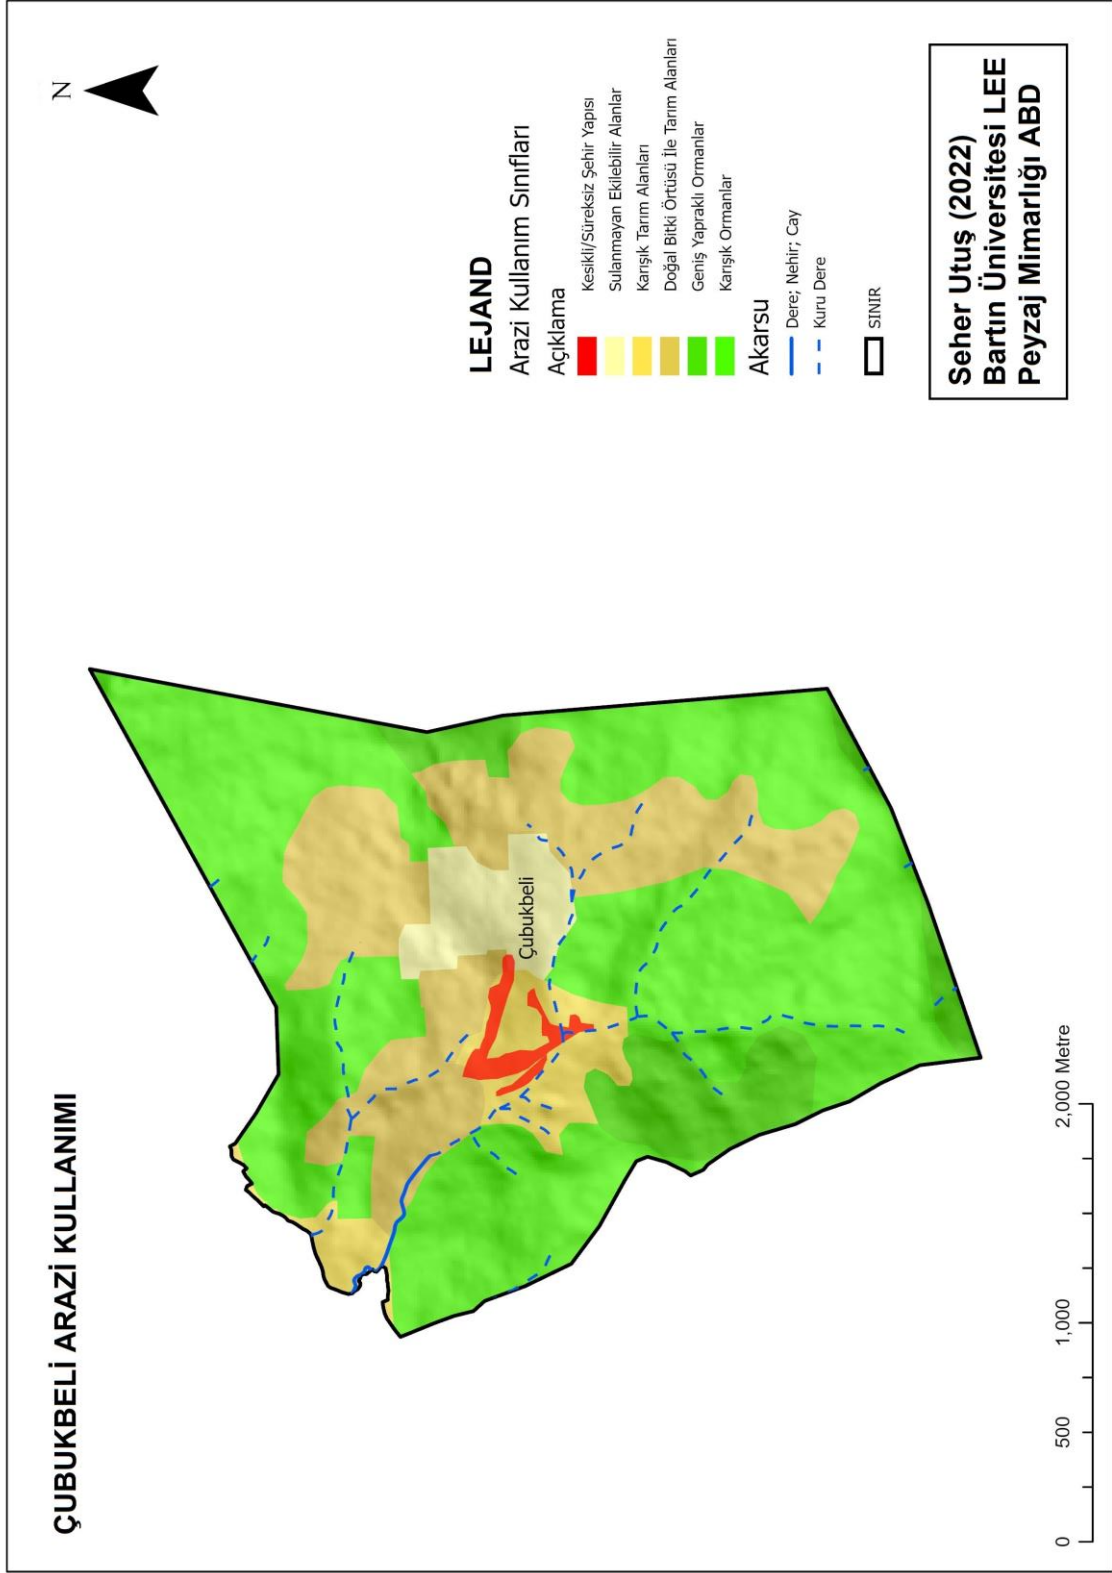 ÇUBUKBELİ ARAZİ KULLANIMI
N
Çubukbeli
LEJAND
Arazi Kullanım Sınıfları
Açıklama
Kesikli/Süreksiz Şehir Yapısı
Sulanmayan Ekilebilir Alanlar
Karışık Tarım Alanları
Doğal Bitki Örtüsü İle Tarım Alanları
Geniş Yapraklı Ormanlar
Karışık Ormanlar
Akarsu
Dere; Nehir; Cay
Kuru Dere
SINIR
0 500 1,000 2,000 Metre
Seher Utuş (2022)
Bartın Üniversitesi LEE
Peyzaj Mimarlığı ABD